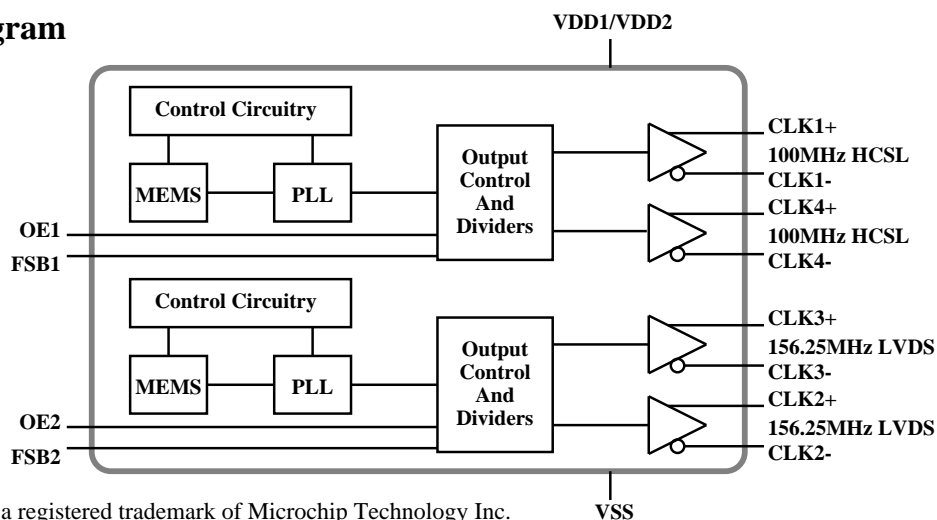 gram
VDD1/VDD2
Control Circuitry
MEMS
PLL
Output
Control
And
Dividers
CLK1+
100MHz HCSL
CLK1-
CLK4+
100MHz HCSL
CLK4-
OE1
FSB1
Control Circuitry
MEMS
PLL
Output
Control
And
Dividers
CLK3+
156.25MHz LVDS
CLK3-
CLK2+
156.25MHz LVDS
CLK2-
OE2
FSB2
VSS
a registered trademark of Microchip Technology Inc.